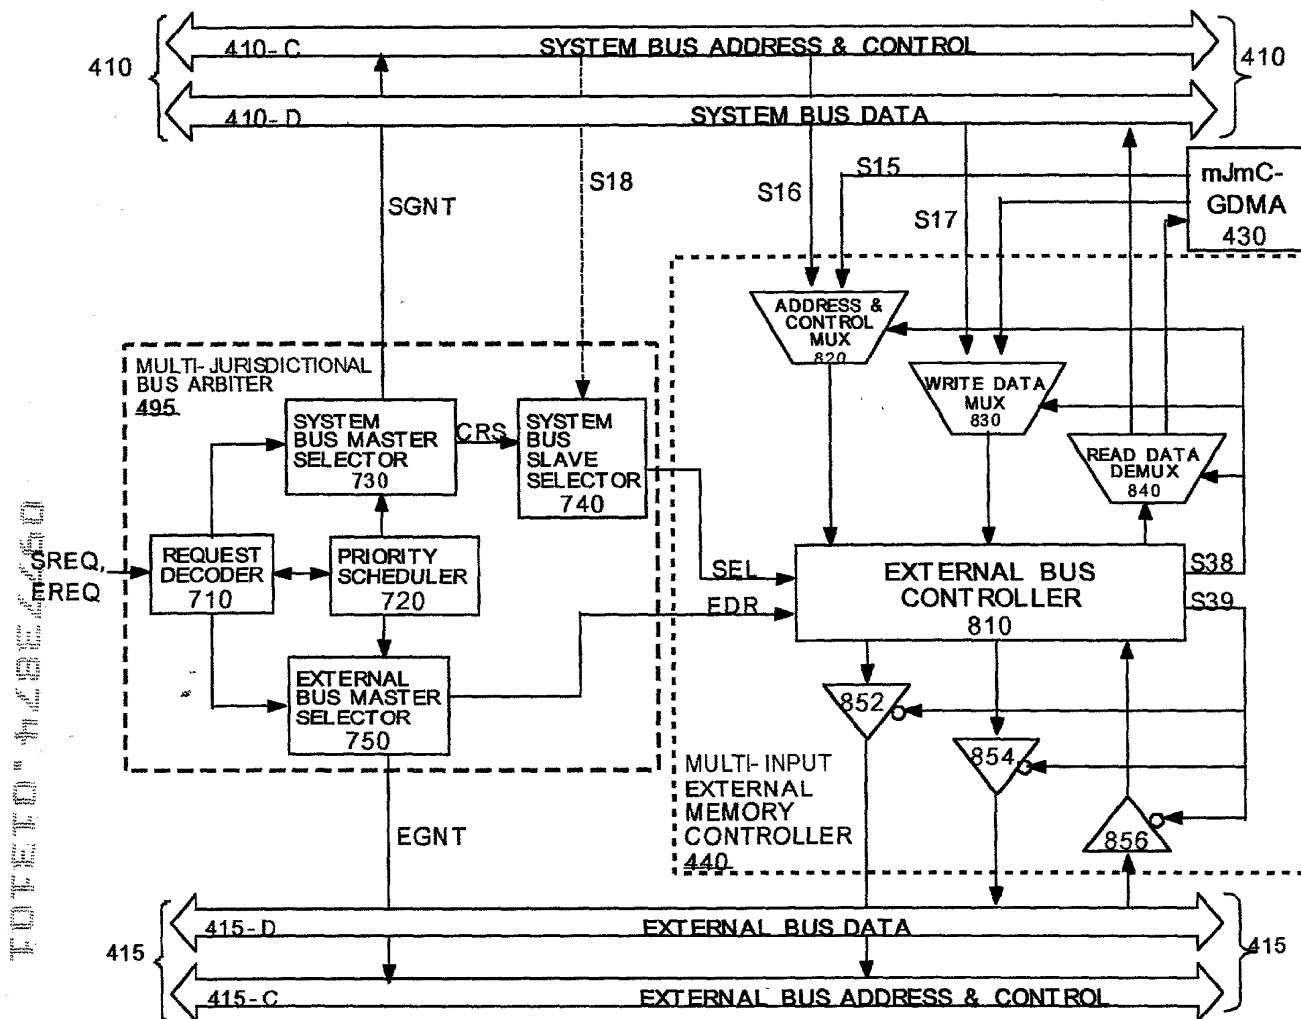 410-C SYSTEM BUS ADDRESS & CONTROL
410
410
410-D SYSTEM BUS DATA
S15
mJmC-
GDMA
430
S18
S16
S17
SGNT
ADDRESS &
CONTROL
MUX
820
MULTI-JURISDICTIONAL
BUS ARBITER
495
WRITE DATA
MUX
830
SYSTEM
BUS MASTER
SELECTOR
730
CRS
SYSTEM
BUS
SLAVE
SELECTOR
740
READ DATA
DEMUX
840
SREQ,
EREQ
REQUEST
DECODER
710
PRIORITY
SCHEDULER
720
SEL
EDR
EXTERNAL BUS
CONTROLLER
810
S38
S39
EXTERNAL
BUS MASTER
SELECTOR
750
852
854
856
MULTI-INPUT
EXTERNAL
MEMORY
CONTROLLER
440
EGNT
415-D EXTERNAL BUS DATA
415
415
415-C EXTERNAL BUS ADDRESS & CONTROL